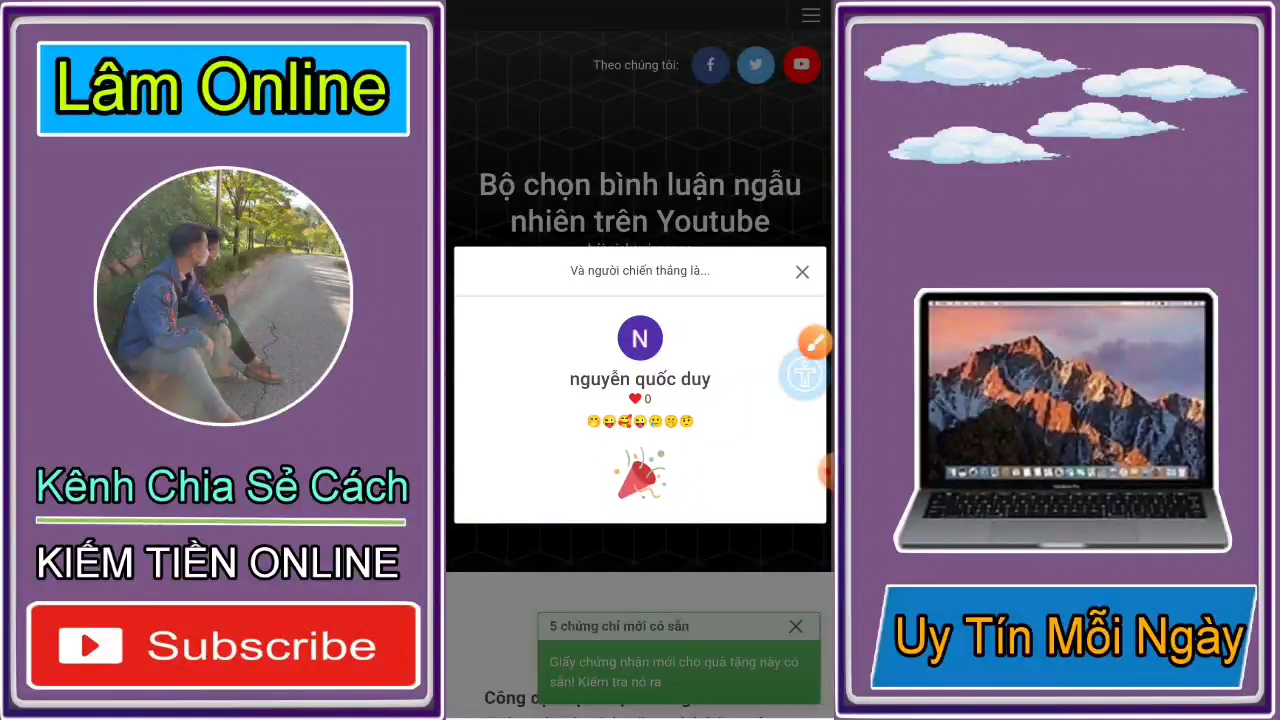 Lâm Online
Kênh Chia Sẻ Cách
KIẾM TIỀN ONLINE
Subscribe
Theo chúng tôi:
Bộ chọn bình luận ngẫu
nhiên trên Youtube
Và người chiến thắng là...
N
nguyễn quốc duy
0
5 chứng chỉ mới có sẵn
Giấy chứng nhận mới cho quà tặng này có
sẵn! Kiểm tra nó ra
Công
Uy Tín Mỗi Ngày